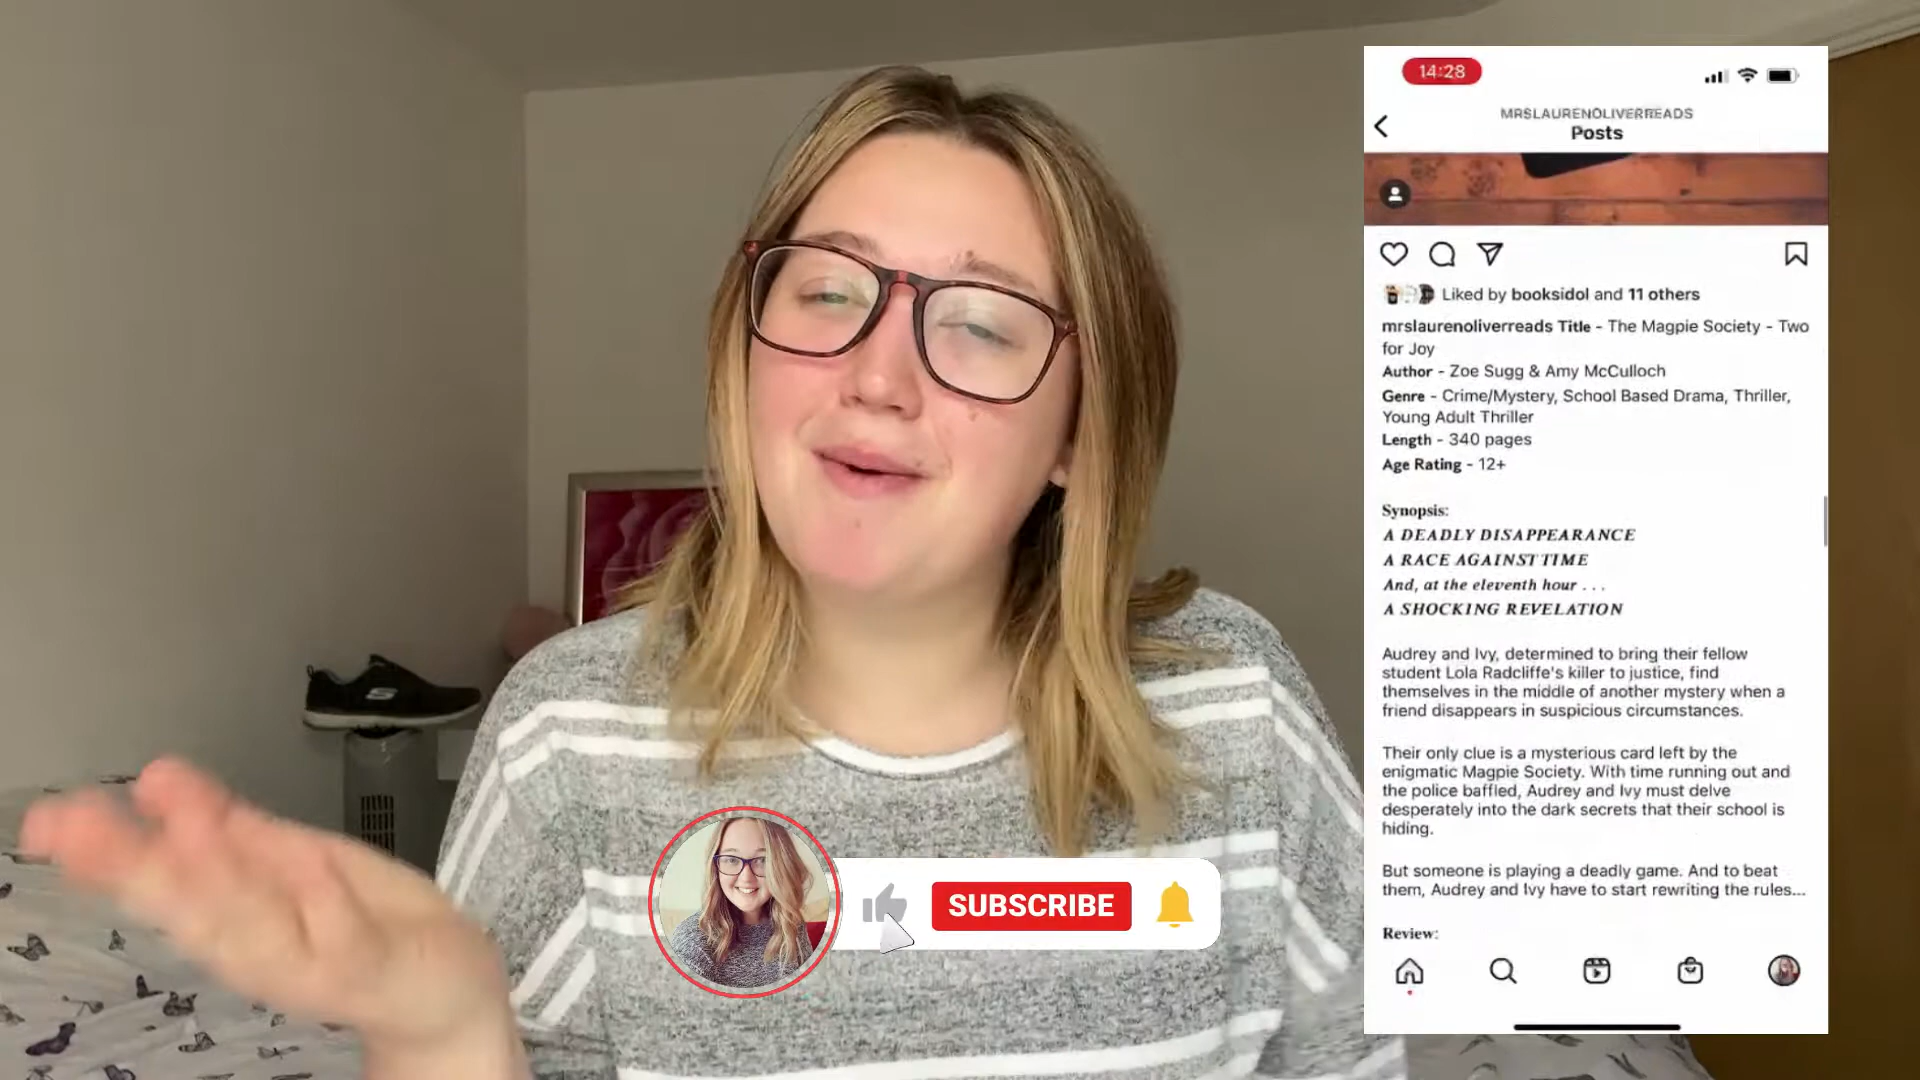 14:28
MRSLAURENOLIVERREADS
Posts
Liked by booksidol and 11 others
mrslaurenoliverreads Title - The Magpie Society - Two
for Joy
Author - Zoe Sugg & Amy McCulloch
Genre - Crime/Mystery, School Based Drama, Thriller,
Young Adult Thriller
Length - 340 pages
Age Rating - 12+
Synopsis:
A DEADLY DISAPPEARANCE
A RACE AGAINST TIME
And, at the eleventh hour . . .
A SHOCKING REVELATION
Audrey and Ivy, determined to bring their fellow
student Lola Radcliffe's killer to justice, find
themselves in the middle of another mystery when a
friend disappears in suspicious circumstances.
Their only clue is a mysterious card left by the
enigmatic Magpie Society. With time running out and
the police baffled, Audrey and Ivy must delve
desperately into the dark secrets that their school is
hiding.
But someone is playing a deadly game. And to beat
them, Audrey and Ivy have to start rewriting the rules...
Review:
SUBSCRIBE